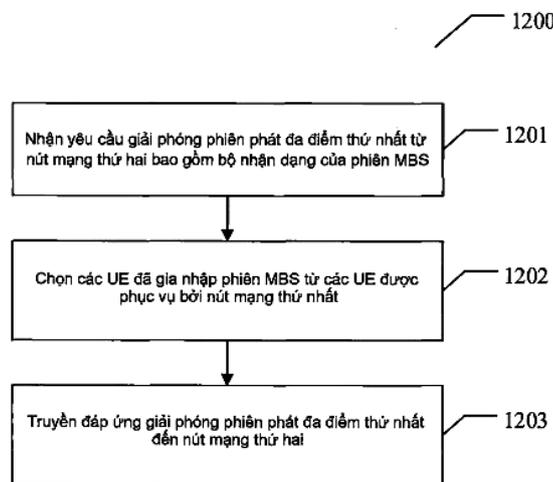 1200
Nhận yêu cầu giải phóng phiên phát đa điểm thứ nhất từ
nút mạng thứ hai bao gồm bộ nhận dạng của phiên MBS
1201
Chọn các UE đã gia nhập phiên MBS từ các UE được
phục vụ bởi nút mạng thứ nhất
1202
Truyền đáp ứng giải phóng phiên phát đa điểm thứ nhất
đến nút mạng thứ hai
1203